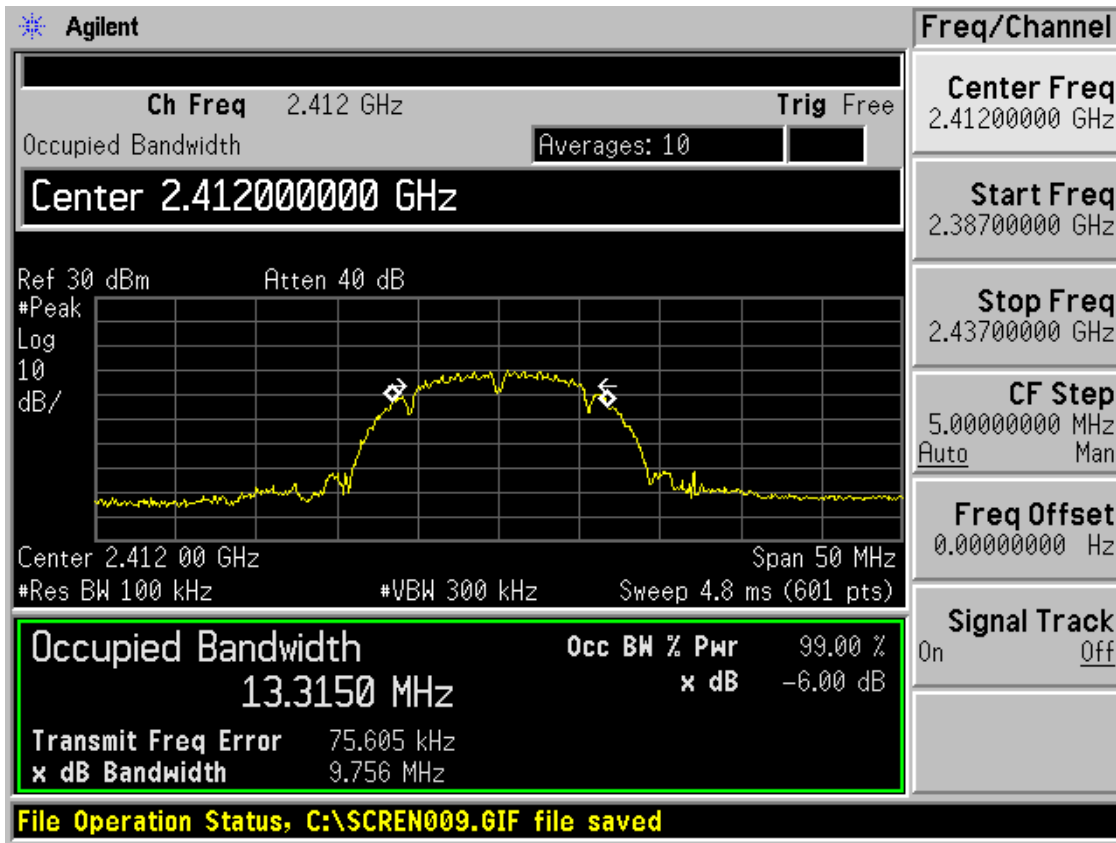 Agilent
Freq/Channel
Ch Freq 2.412 GHz Trig Free
Occupied Bandwidth Averages: 10
Center 2.412000000 GHz
Ref 30 dBm Atten 40 dB
#Peak
Log
10
dB/
Center 2.412 00 GHz Span 50 MHz
#Res BW 100 kHz #VBW 300 kHz Sweep 4.8 ms (601 pts)
Occupied Bandwidth Occ BW % Pwr 99.00 %
13.3150 MHz x dB -6.00 dB
Transmit Freq Error 75.605 kHz
x dB Bandwidth 9.756 MHz
File Operation Status, C:\SCREN009.GIF file saved
Center Freq
2.41200000 GHz
Start Freq
2.38700000 GHz
Stop Freq
2.43700000 GHz
CF Step
5.00000000 MHz
Auto Man
Freq Offset
0.00000000 Hz
Signal Track
On Off